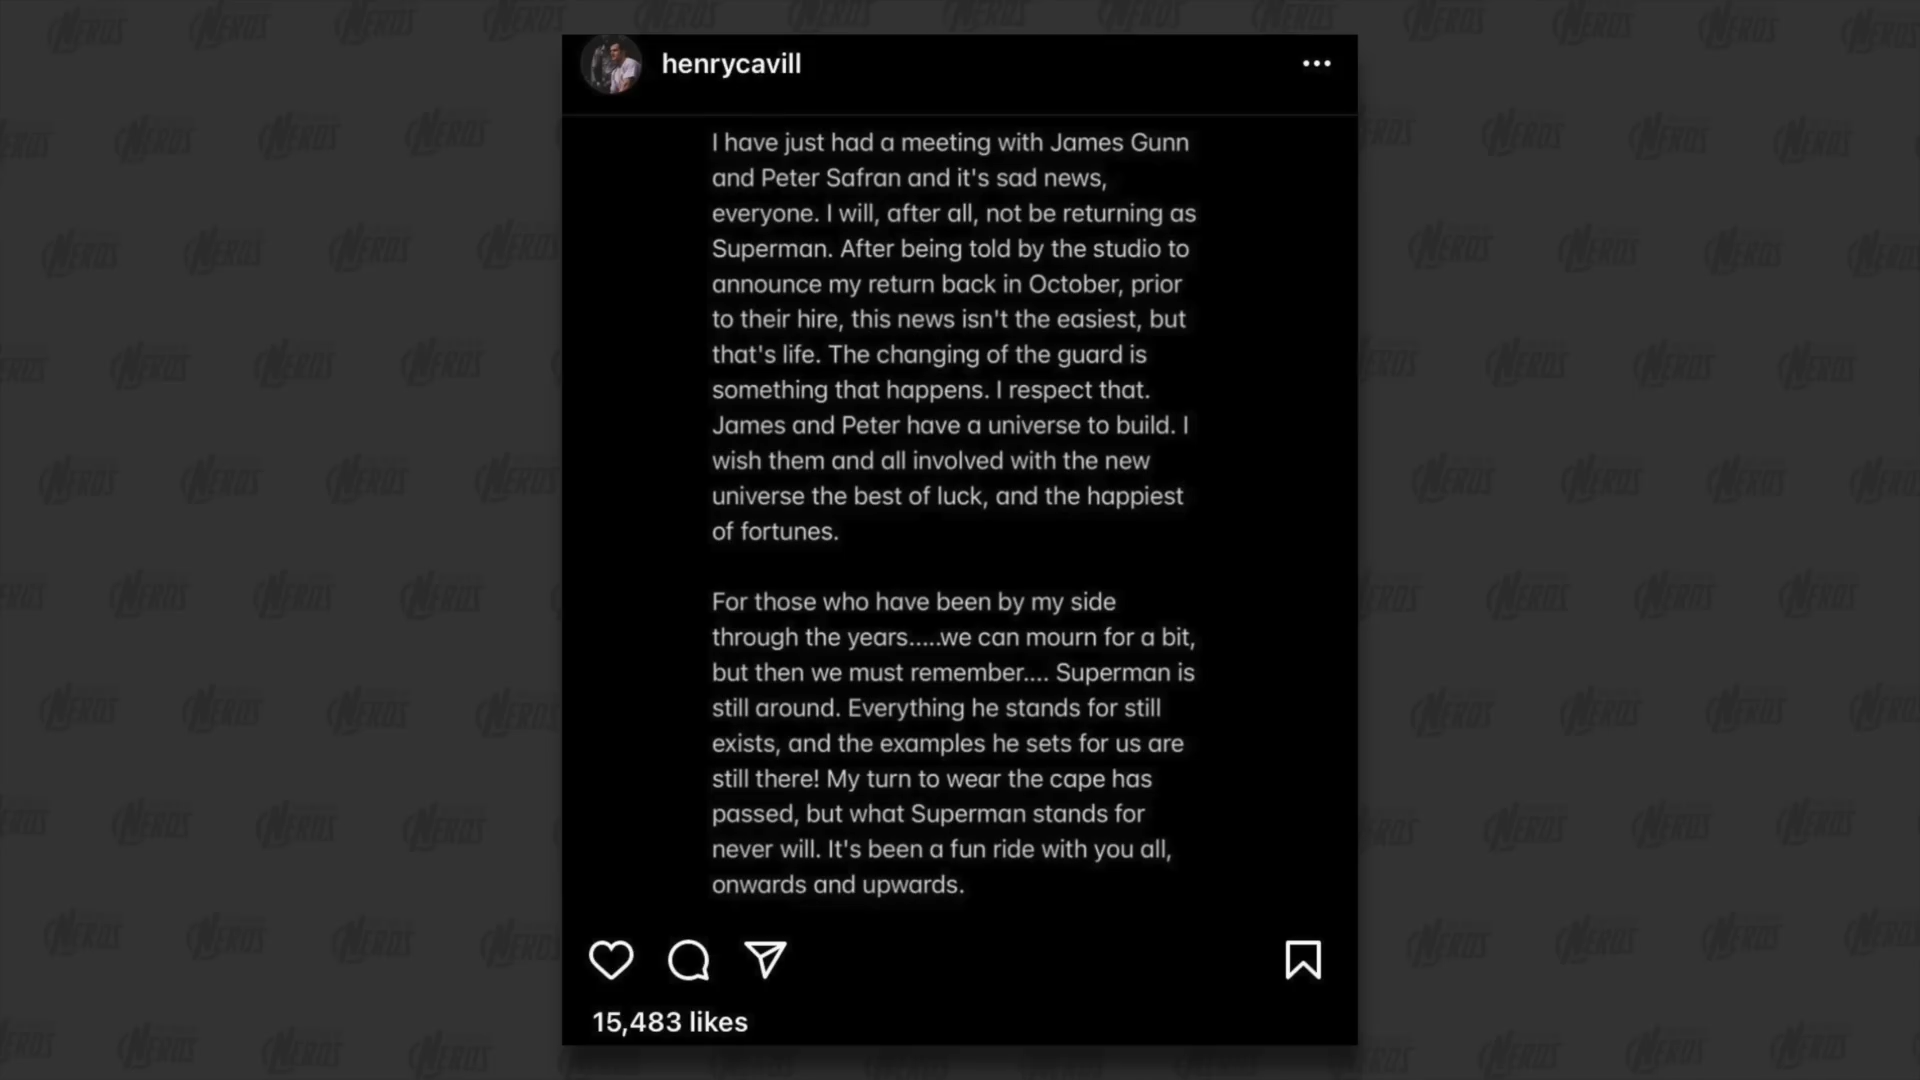 henrycavill
I have just had a meeting with James Gunn
and Peter Safran and it's sad news,
everyone. I will, after all, not be returning as
Superman. After being told by the studio to
announce my return back in October, prior
to their hire, this news isn't the easiest, but
that's life. The changing of the guard is
something that happens. I respect that.
James and Peter have a universe to build. I
wish them and all involved with the new
universe the best of luck, and the happiest
of fortunes.
For those who have been by my side
through the years.....we can mourn for a bit,
but then we must remember.... Superman is
still around. Everything he stands for still
exists, and the examples he sets for us are
still there! My turn to wear the cape has
passed, but what Superman stands for
never will. It's been a fun ride with you all,
onwards and upwards.
15,483 likes